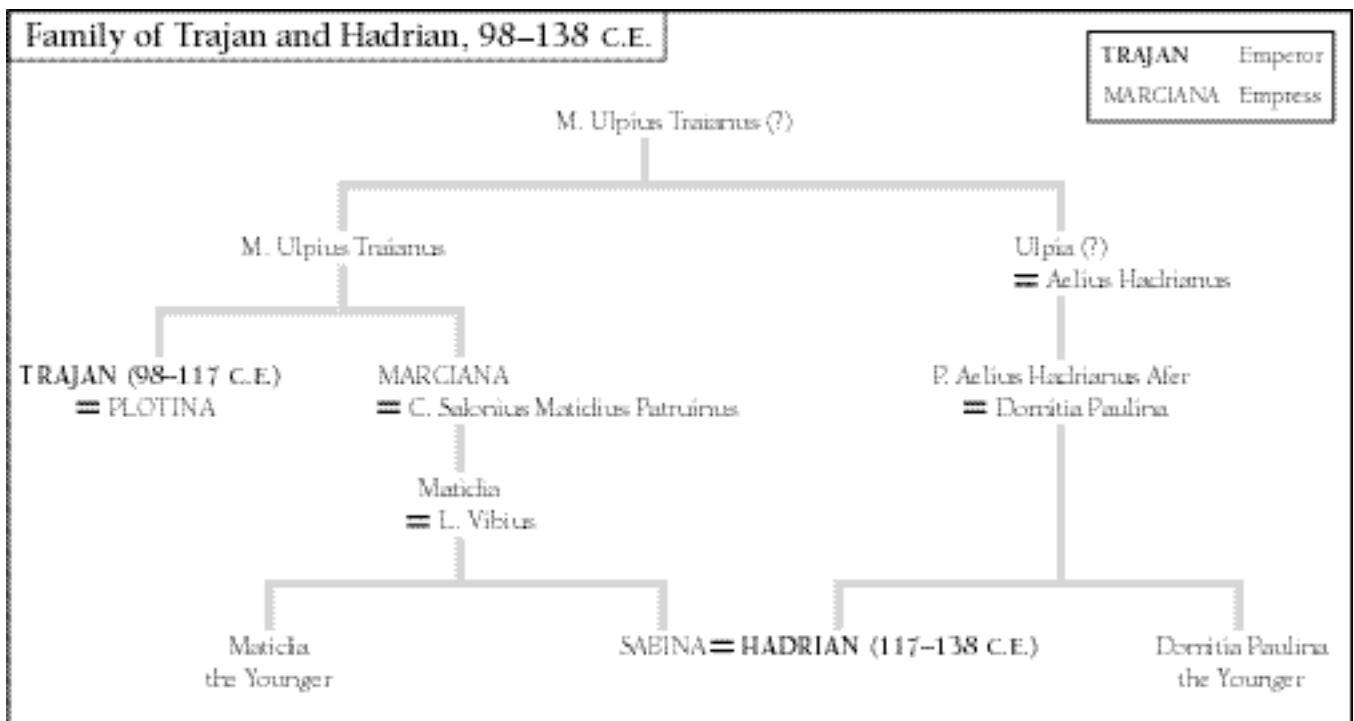 Family of Trajan and Hadrian, 98–138 C.E.
TRAJAN Emperor
MARCIANA Empress
M. Ulpius Traianus (?)
M. Ulpius Traianus
Ulpia (?)
= Aelius Hadrianus
TRAJAN (98–117 C.E.)
= PLOTINA
MARCIANA
= C. Salonius Matidius Patruinus
P. Aelius Hadrianus Afer
= Domitia Paulina
Matidia
= L. Vibius
Matidia
the Younger
SABINA = HADRIAN (117–138 C.E.)
Domitia Paulina
the Younger